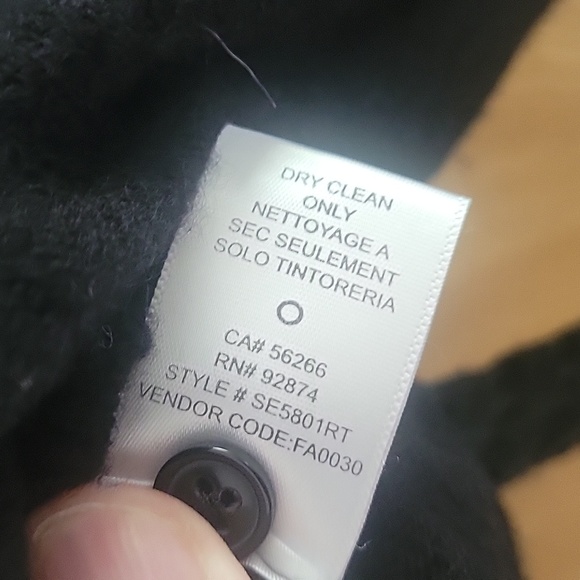 DRY CLEAN
ONLY
NETTOYAGE A
SEC SEULEMENT
SOLO TINTORERIA
CA# 56266
RN# 92874
STYLE # SE5801RT
VENDOR CODE:FA0030